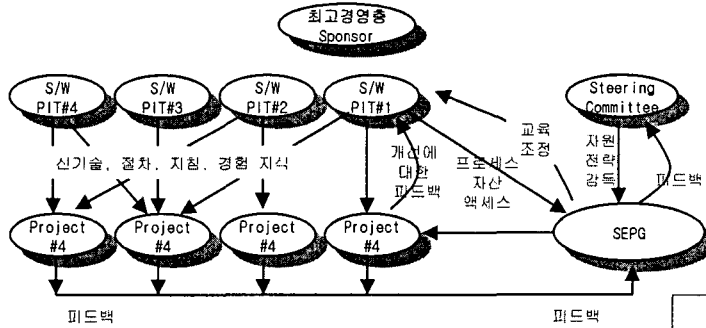 최고경영층
Sponsor
S/W
PIT#4
S/W
PIT#3
S/W
PIT#2
S/W
PIT#1
Steering
Committee
신기술, 절차, 지침, 경험 지식
개선에
대한
피드백
프로세스
자산
액세스
교육
조정
자원
전략
감독
피드백
Project
#4
Project
#4
Project
#4
Project
#4
SEPG
피드백
피드백